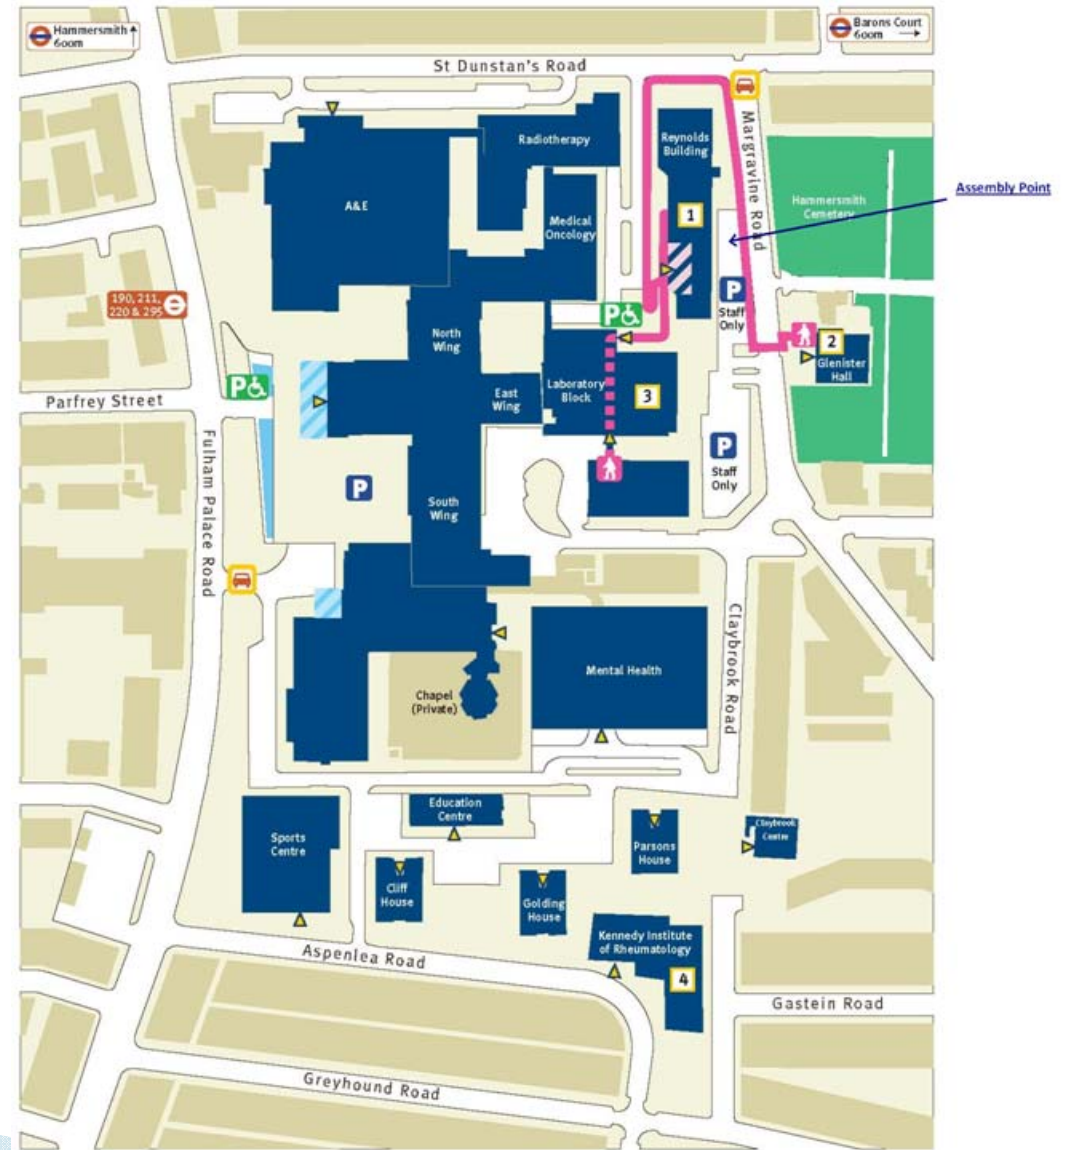 Hammersmith
600m
Barons Court
600m
St Dunstan's Road
Margravine Road
Radiotherapy
Reynolds
Building
A&E
Medical
Oncology
1
Assembly Point
Hammersmith
Cemetery
190, 211,
220 & 295
P
Staff
Only
P
North
Wing
2
Glenister
Hall
P
Parfrey Street
East
Wing
Laboratory
Block
3
Fulham Palace Road
P
South
Wing
P
Staff
Only
Claybrook Road
Mental Health
Chapel
(Private)
Education
Centre
Sports
Centre
Parsons
House
Claybrook
Centre
Cliff
House
Golding
House
Kennedy Institute
of Rheumatology
4
Aspenlea Road
Gastein Road
Greyhound Road